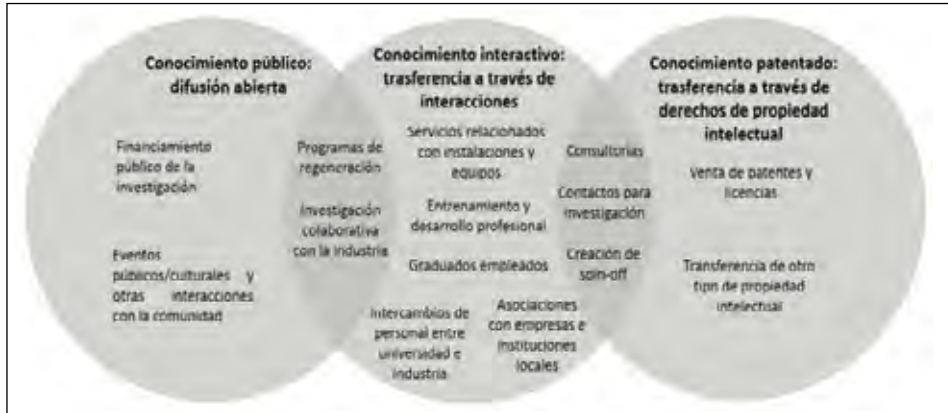 Conocimiento público:
difusión abierta
Financiamiento
público de la
investigación
Eventos
públicos/culturales y
otras interacciones
con la comunidad
Programas de
regeneración
Investigación
colaborativa
con la industria
Conocimiento interactivo:
trasferencia a través de
interacciones
Servicios relacionados
con instalaciones y
equipos
Entrenamiento y
desarrollo profesional
Graduados empleados
Intercambios de
personal entre
universidad e
industria
Asociaciones
con empresas e
instituciones
locales
Consultorias
Contactos para
investigación
Creación de
spin-off
Conocimiento patentado:
trasferencia a través de
derechos de propiedad
intelectual
Venta de patentes y
licencias
Transferencia de otro
tipo de propiedad
intelectual